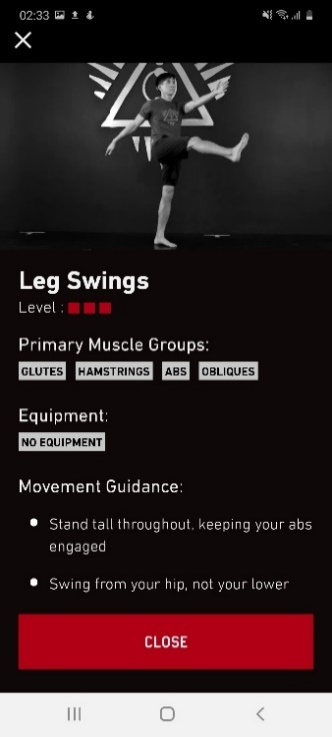 02:33
Leg Swings
Level :
Primary Muscle Groups:
GLUTES HAMSTRINGS ABS OBLIQUES
Equipment:
NO EQUIPMENT
Movement Guidance:
Stand tall throughout. keeping your abs
engaged
Swing from your hip, not your lower
CLOSE